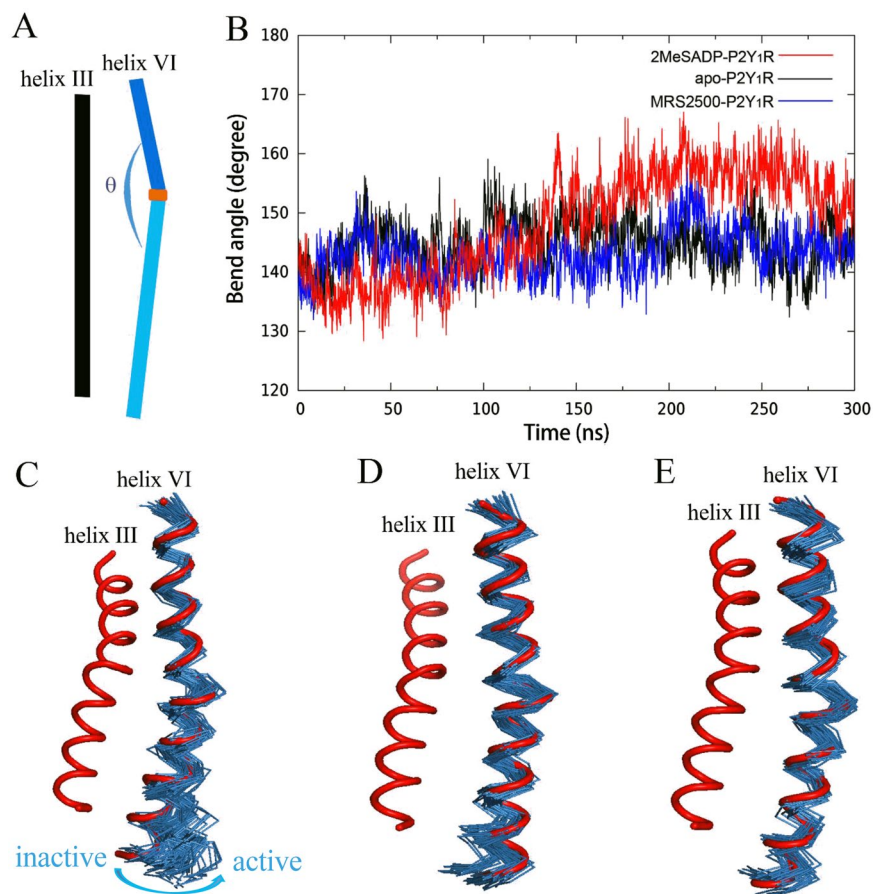 A
helix III
helix VI
θ
B
Bend angle (degree)
180
170
160
150
140
130
120
2MeSADP-P2Y1R
apo-P2Y1R
MRS2500-P2Y1R
0
50
100
150
200
250
300
Time (ns)
C
helix VI
helix III
inactive
active
D
helix VI
helix III
E
helix VI
helix III